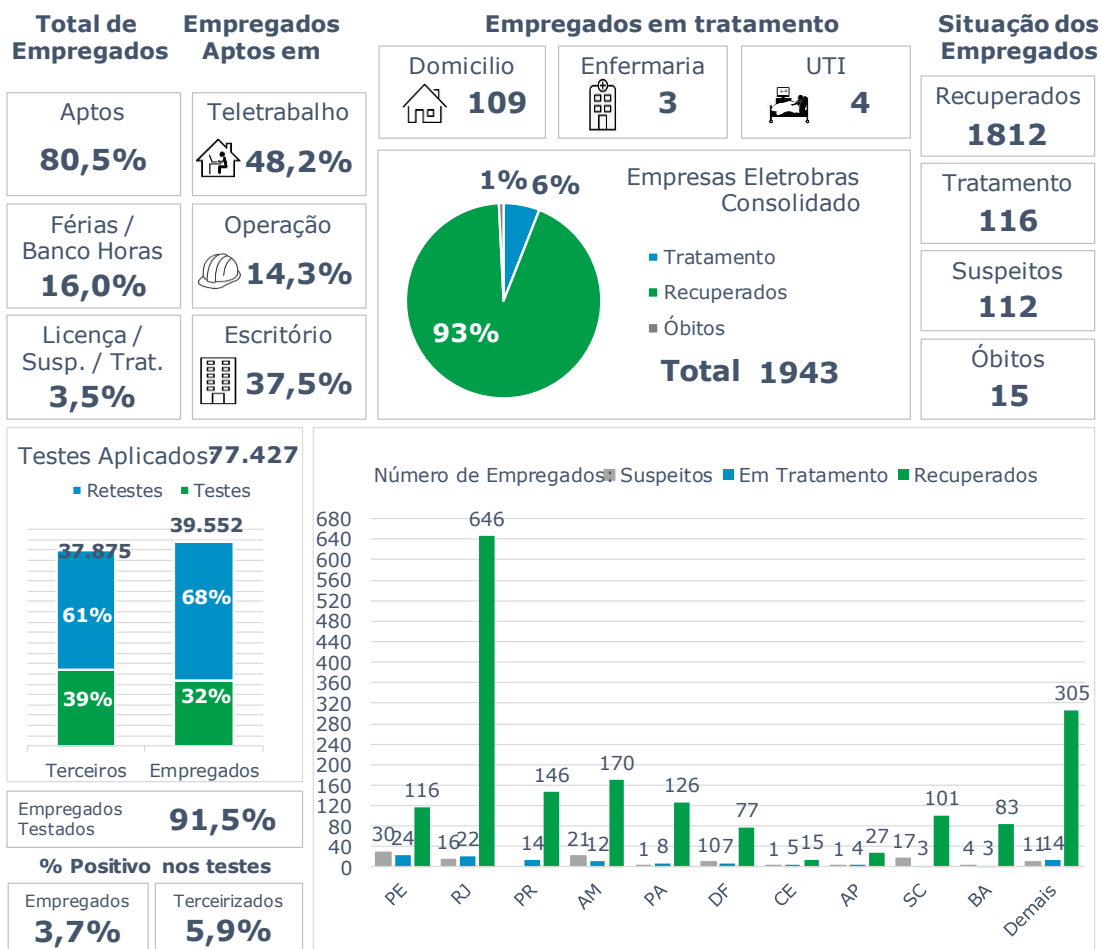 Total de
Empregados
Aptos
80,5%
Férias /
Banco Horas
16,0%
Licença /
Susp. / Trat.
3,5%
Empregados
Aptos em
Teletrabalho
48,2%
Operação
14,3%
Escritório
37,5%
Empregados em tratamento
Domicilio
109
Enfermaria
3
UTI
4
Empresas Eletrobras
Consolidado
1% 6%
93%
Tratamento
Recuperados
Óbitos
Total 1943
Situação dos
Empregados
Recuperados
1812
Tratamento
116
Suspeitos
112
Óbitos
15
Testes Aplicados: 77.427
Retestes Testes
37.875 39.552
61% 68%
39% 32%
Terceiros Empregados
Empregados
Testados
91,5%
% Positivo nos testes
Empregados
3,7%
Terceirizados
5,9%
Número de Empregados: Suspeitos Em Tratamento Recuperados
680
640
600
560
520
480
440
400
360
320
280
240
200
160
120
80
40
0
30 24 116
16 22 646
14 146
21 12 170
1 8 126
10 7 77
1 5 15
1 4 27
17 3 101
4 3 83
11 14 305
PE RJ PR AM PA DF CE AP SC BA Demais